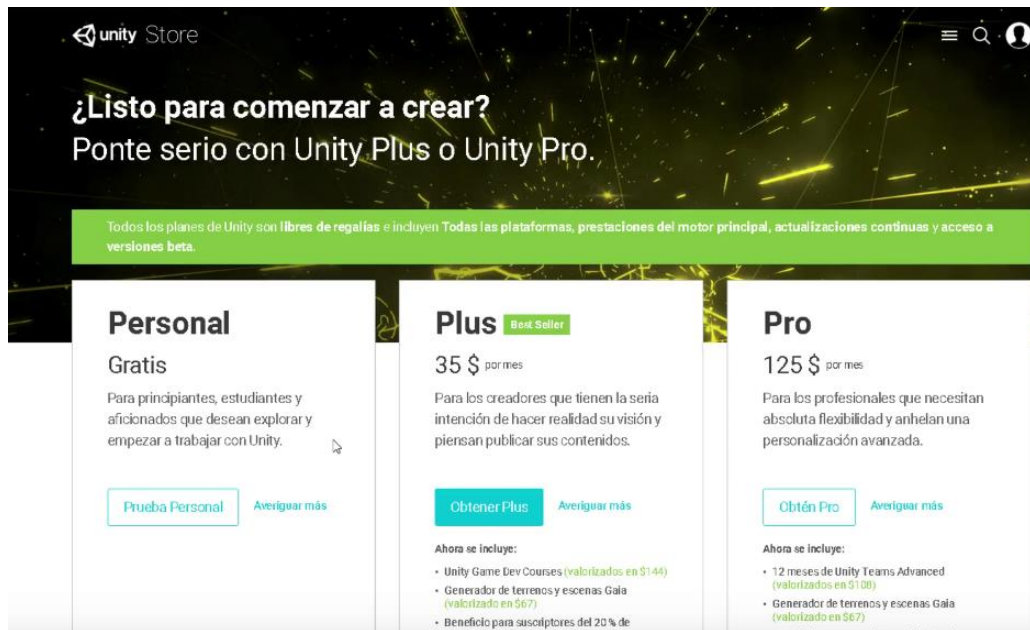 unity Store
¿Listo para comenzar a crear?
Ponte serio con Unity Plus o Unity Pro.
Todos los planes de Unity son libres de regalías e incluyen Todas las plataformas, prestaciones del motor principal, actualizaciones continuas y acceso a
versiones beta.
Personal
Gratis
Para principiantes, estudiantes y
aficionados que desean explorar y
empezar a trabajar con Unity.
Prueba Personal Averiguar más
Plus Best Seller
35 $ por mes
Para los creadores que tienen la seria
intención de hacer realidad su visión y
piensan publicar sus contenidos.
Obtener Plus Averiguar más
Ahora se incluye:
• Unity Game Dev Courses (valorizados en $144)
• Generador de terrenos y escenas Gaia
(valorizado en $67)
• Beneficio para suscriptores del 20 % de
Pro
125 $ por mes
Para los profesionales que necesitan
absoluta flexibilidad y anhelan una
personalización avanzada.
Obtén Pro Averiguar más
Ahora se incluye:
• 12 meses de Unity Teams Advanced
(valorizados en $108)
• Generador de terrenos y escenas Gaia
(valorizado en $67)